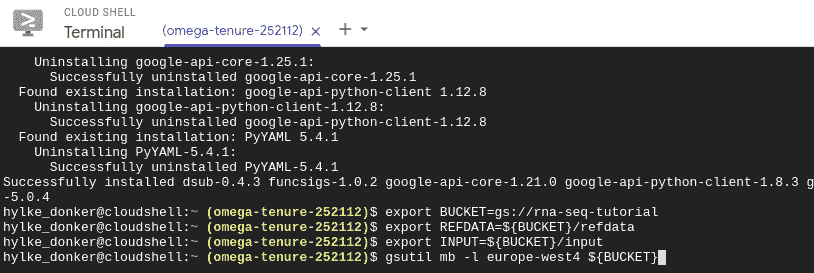 CLOUD SHELL
Terminal
(omega-tenure-252112) × + ▾
Uninstalling google-api-core-1.25.1:
Successfully uninstalled google-api-core-1.25.1
Found existing installation: google-api-python-client 1.12.8
Uninstalling google-api-python-client-1.12.8:
Successfully uninstalled google-api-python-client-1.12.8
Found existing installation: PyYAML 5.4.1
Uninstalling PyYAML-5.4.1:
Successfully uninstalled PyYAML-5.4.1
Successfully installed dsub-0.4.3 funcsigs-1.0.2 google-api-core-1.21.0 google-api-python-client-1.8.3 g
-5.0.4
hylke_donker@cloudshell:~ (omega-tenure-252112)$ export BUCKET=gs://rna-seq-tutorial
hylke_donker@cloudshell:~ (omega-tenure-252112)$ export REFDATA=${BUCKET}/refdata
hylke_donker@cloudshell:~ (omega-tenure-252112)$ export INPUT=${BUCKET}/input
hylke_donker@cloudshell:~ (omega-tenure-252112)$ gsutil mb -l europe-west4 ${BUCKET}